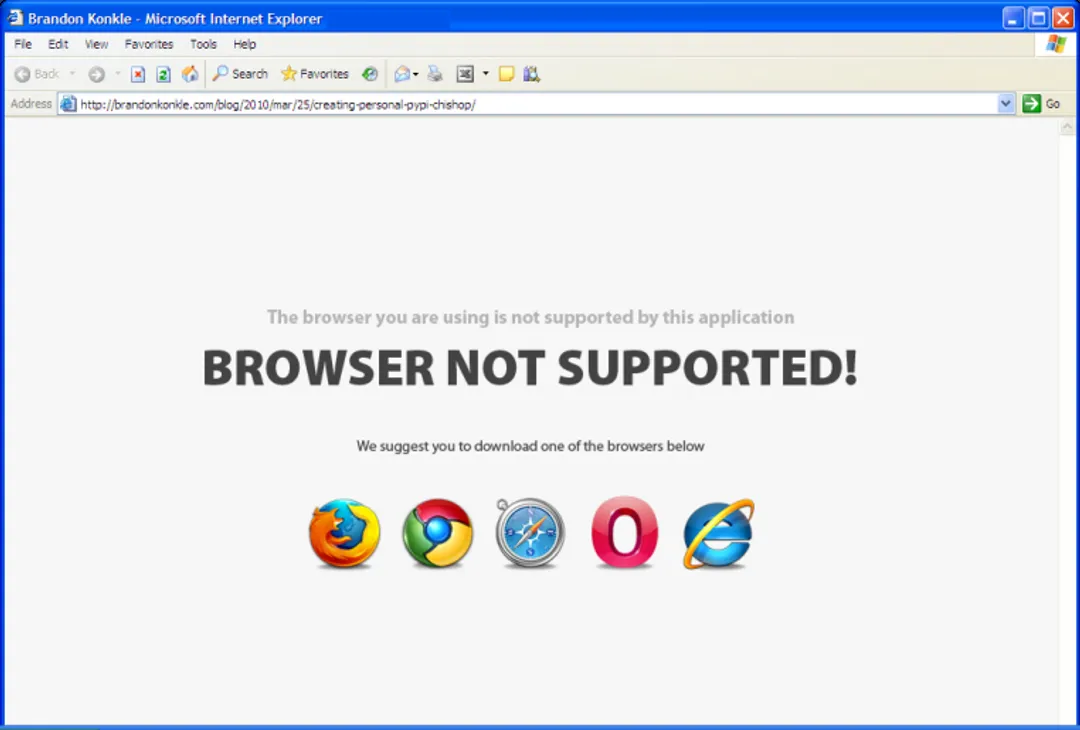 Brandon Konkle - Microsoft Internet Explorer
File Edit View Favorites Tools Help
Back Search Favorites
Address http://brandonkonkle.com/blog/2010/mar/25/creating-personal-pypi-chishop/ Go
The browser you are using is not supported by this application
BROWSER NOT SUPPORTED!
We suggest you to download one of the browsers below